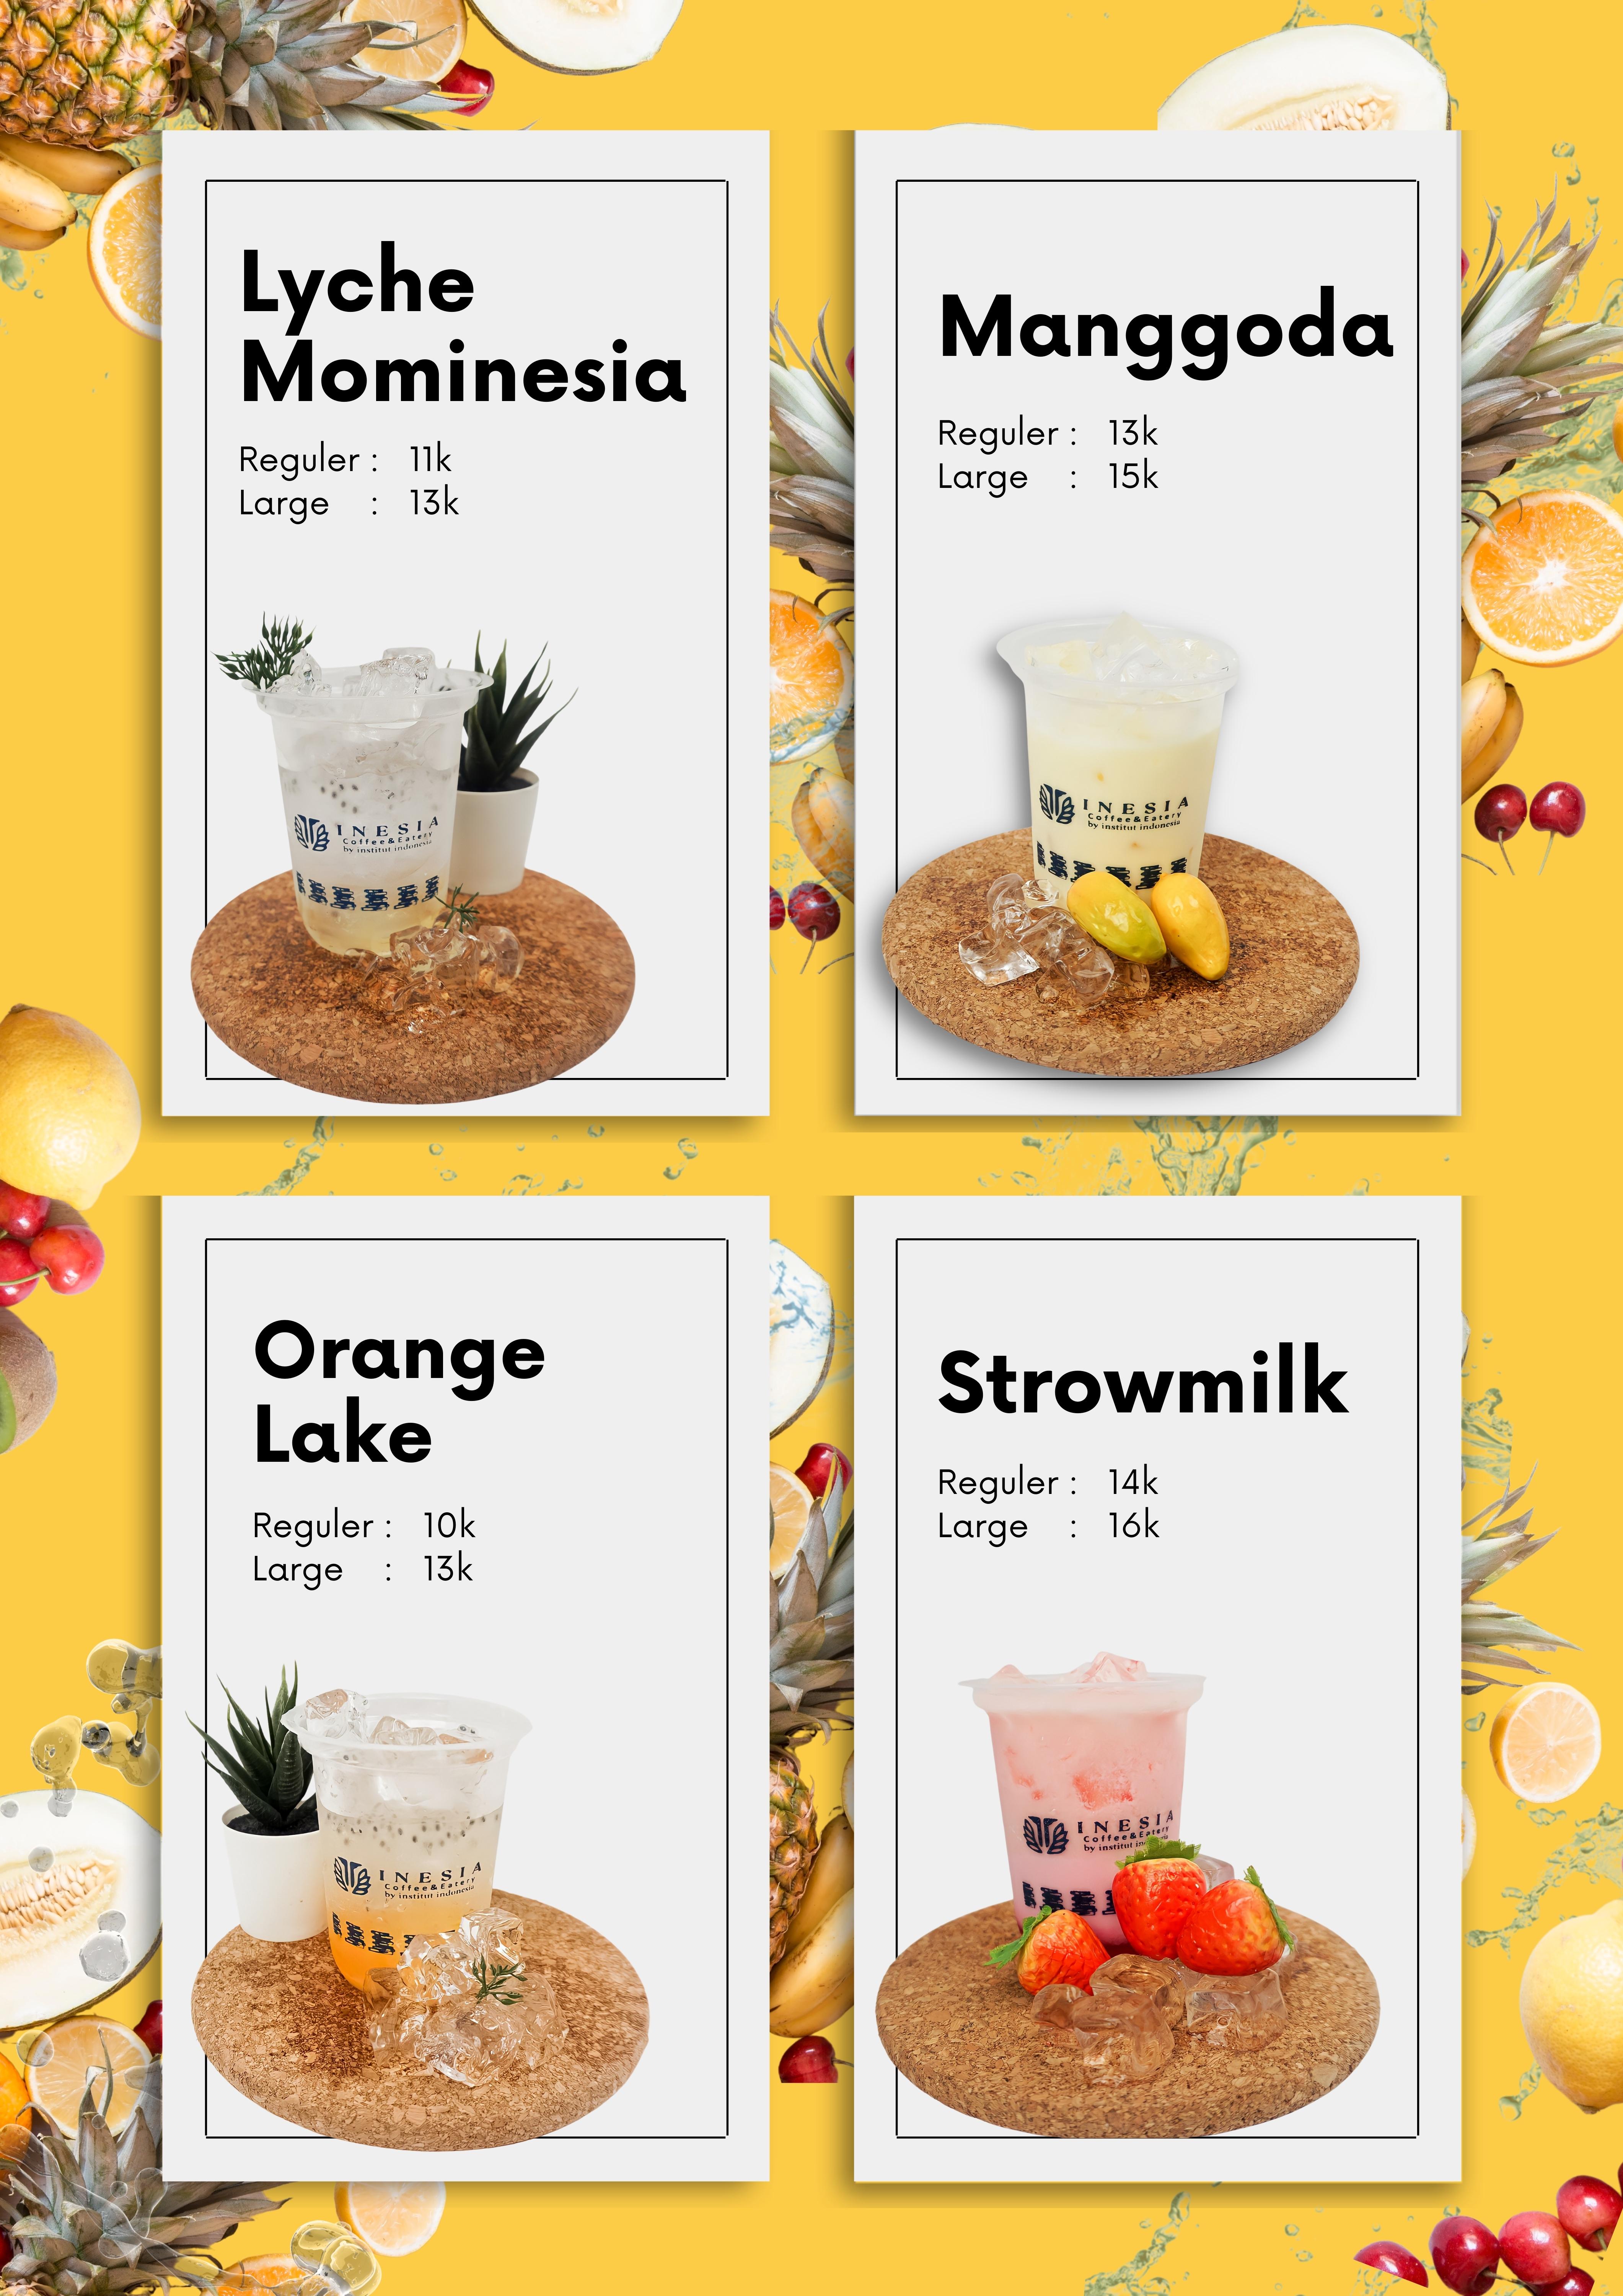 Lyche
Mominesia
Reguler : 11k
Large : 13k
INESIA
Coffee&Eatery
by institut indonesia
Manggoda
Reguler : 13k
Large : 15k
INESIA
Coffee&Eatery
by institut indonesia
Orange
Lake
Reguler : 10k
Large : 13k
INESIA
Coffee&Eatery
by institut indonesia
Strowmilk
Reguler : 14k
Large : 16k
INESIA
Coffee&Eatery
by institut indonesia